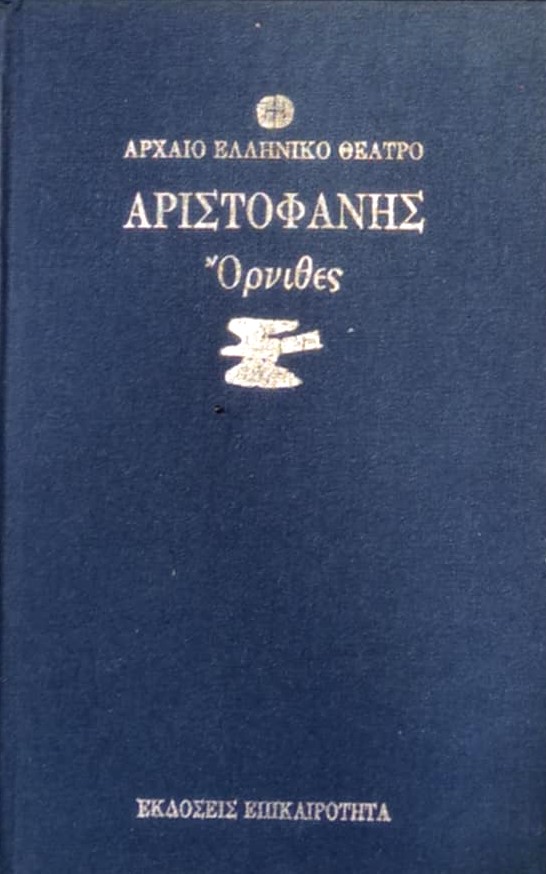 ΑΡΧΑΙΟ ΕΛΛΗΝΙΚΟ ΘΕΑΤΡΟ
ΑΡΙΣΤΟΦΑΝΗΣ
Ὄρνιθες
ΕΚΔΟΣΕΙΣ ΕΠΙΚΑΙΡΟΤΗΤΑ